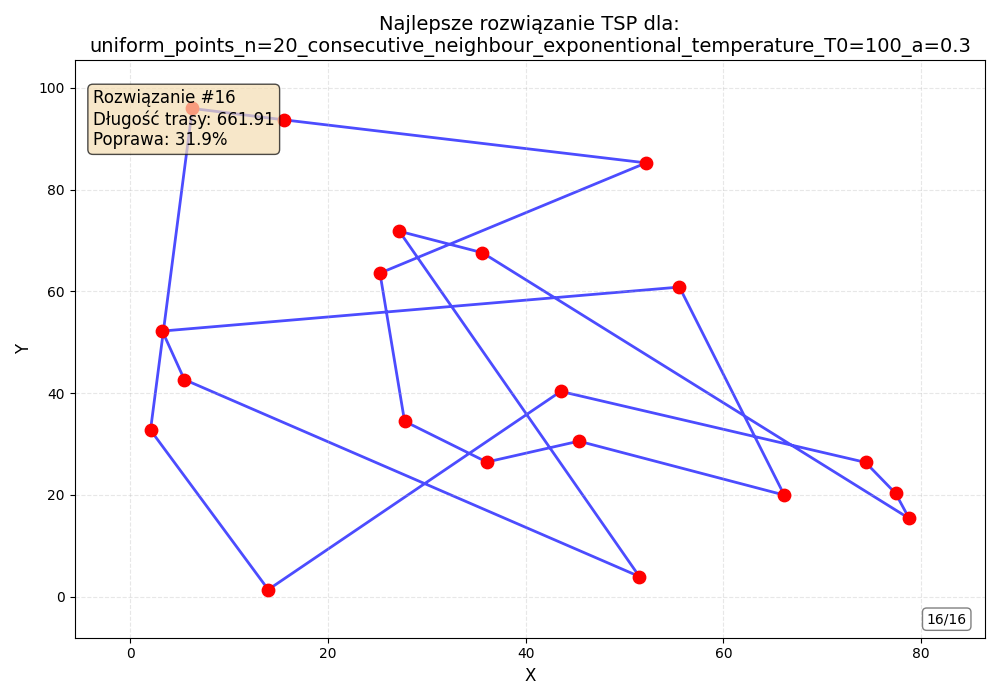 Najlepsze rozwiązanie TSP dla:
uniform_points_n=20_consecutive_neighbour_exponential_temperature_T0=100_a=0.3
Rozwiązanie #16
Długość trasy: 661.91
Poprawa: 31.9%
100
80
60
40
20
0
Y
16/16
0 20 40 60 80
X